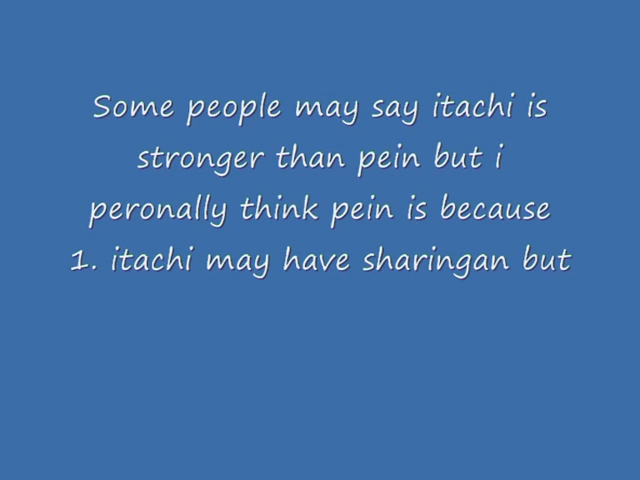 Some people may say itachi is
stronger than pein but i
peronally think pein is because
1. itachi may have sharingan but